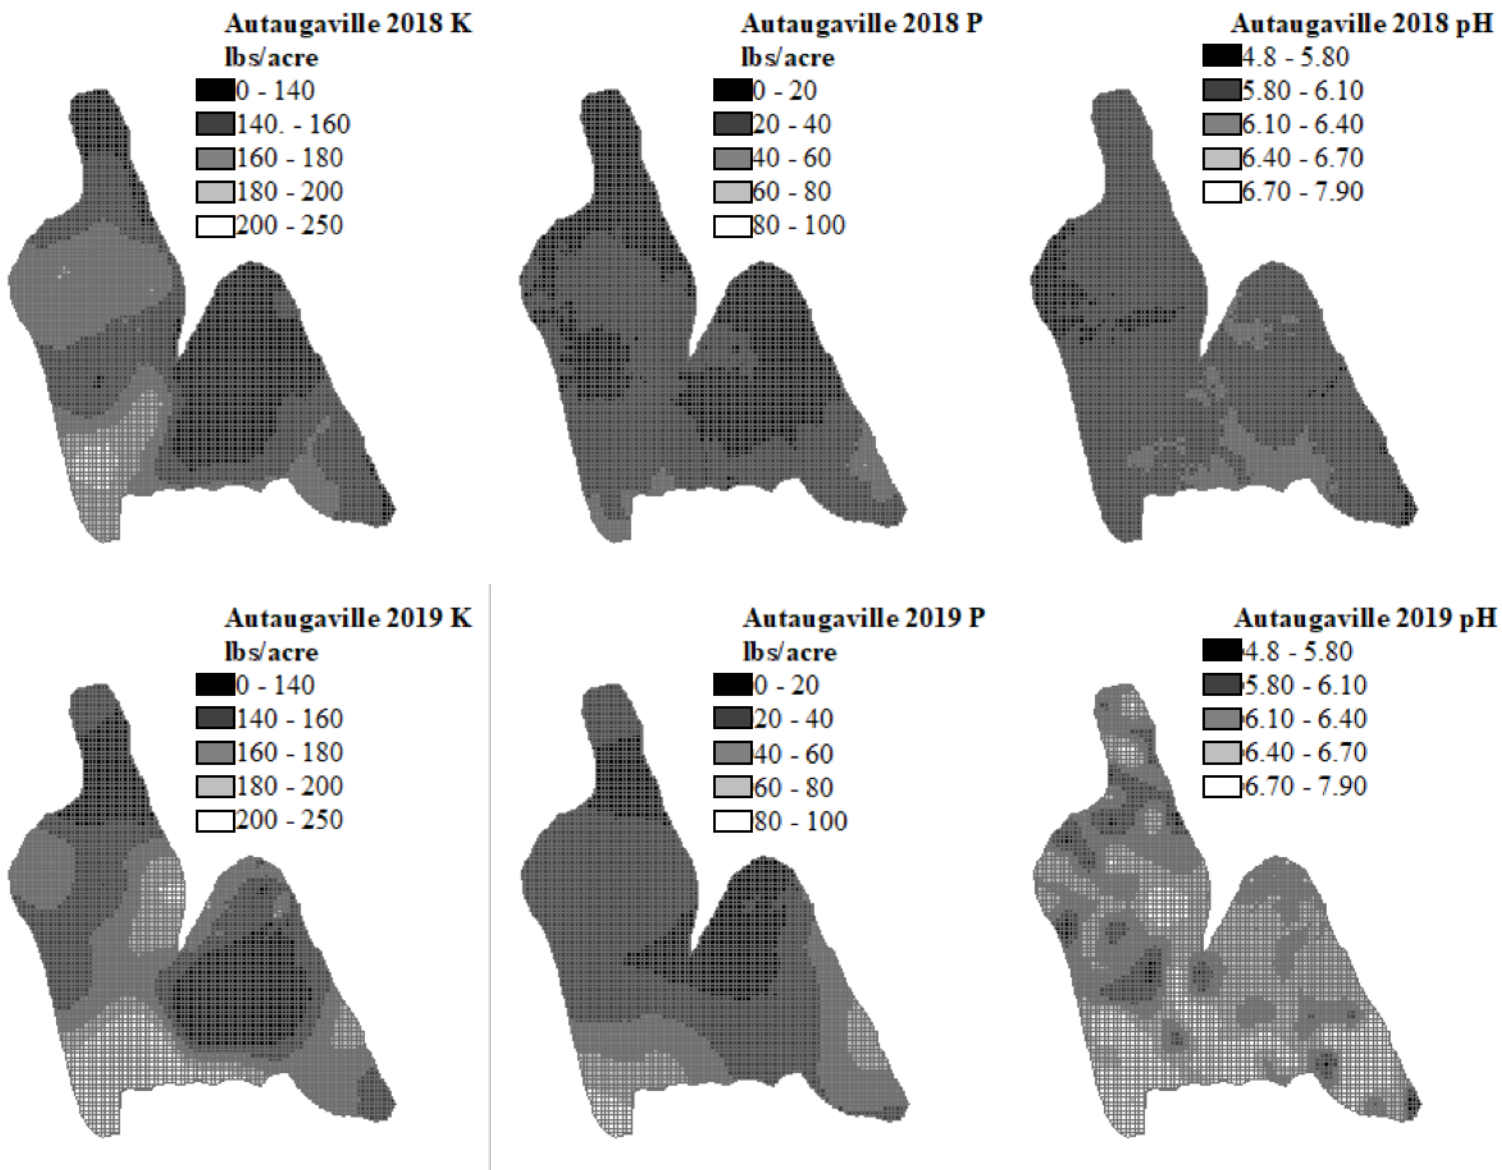 Autaugaville 2018 K
lbs/acre
0 - 140
140. - 160
160 - 180
180 - 200
200 - 250
Autaugaville 2018 P
lbs/acre
0 - 20
20 - 40
40 - 60
60 - 80
80 - 100
Autaugaville 2018 pH
4.8 - 5.80
5.80 - 6.10
6.10 - 6.40
6.40 - 6.70
6.70 - 7.90
Autaugaville 2019 K
lbs/acre
0 - 140
140 - 160
160 - 180
180 - 200
200 - 250
Autaugaville 2019 P
lbs/acre
0 - 20
20 - 40
40 - 60
60 - 80
80 - 100
Autaugaville 2019 pH
4.8 - 5.80
5.80 - 6.10
6.10 - 6.40
6.40 - 6.70
6.70 - 7.90